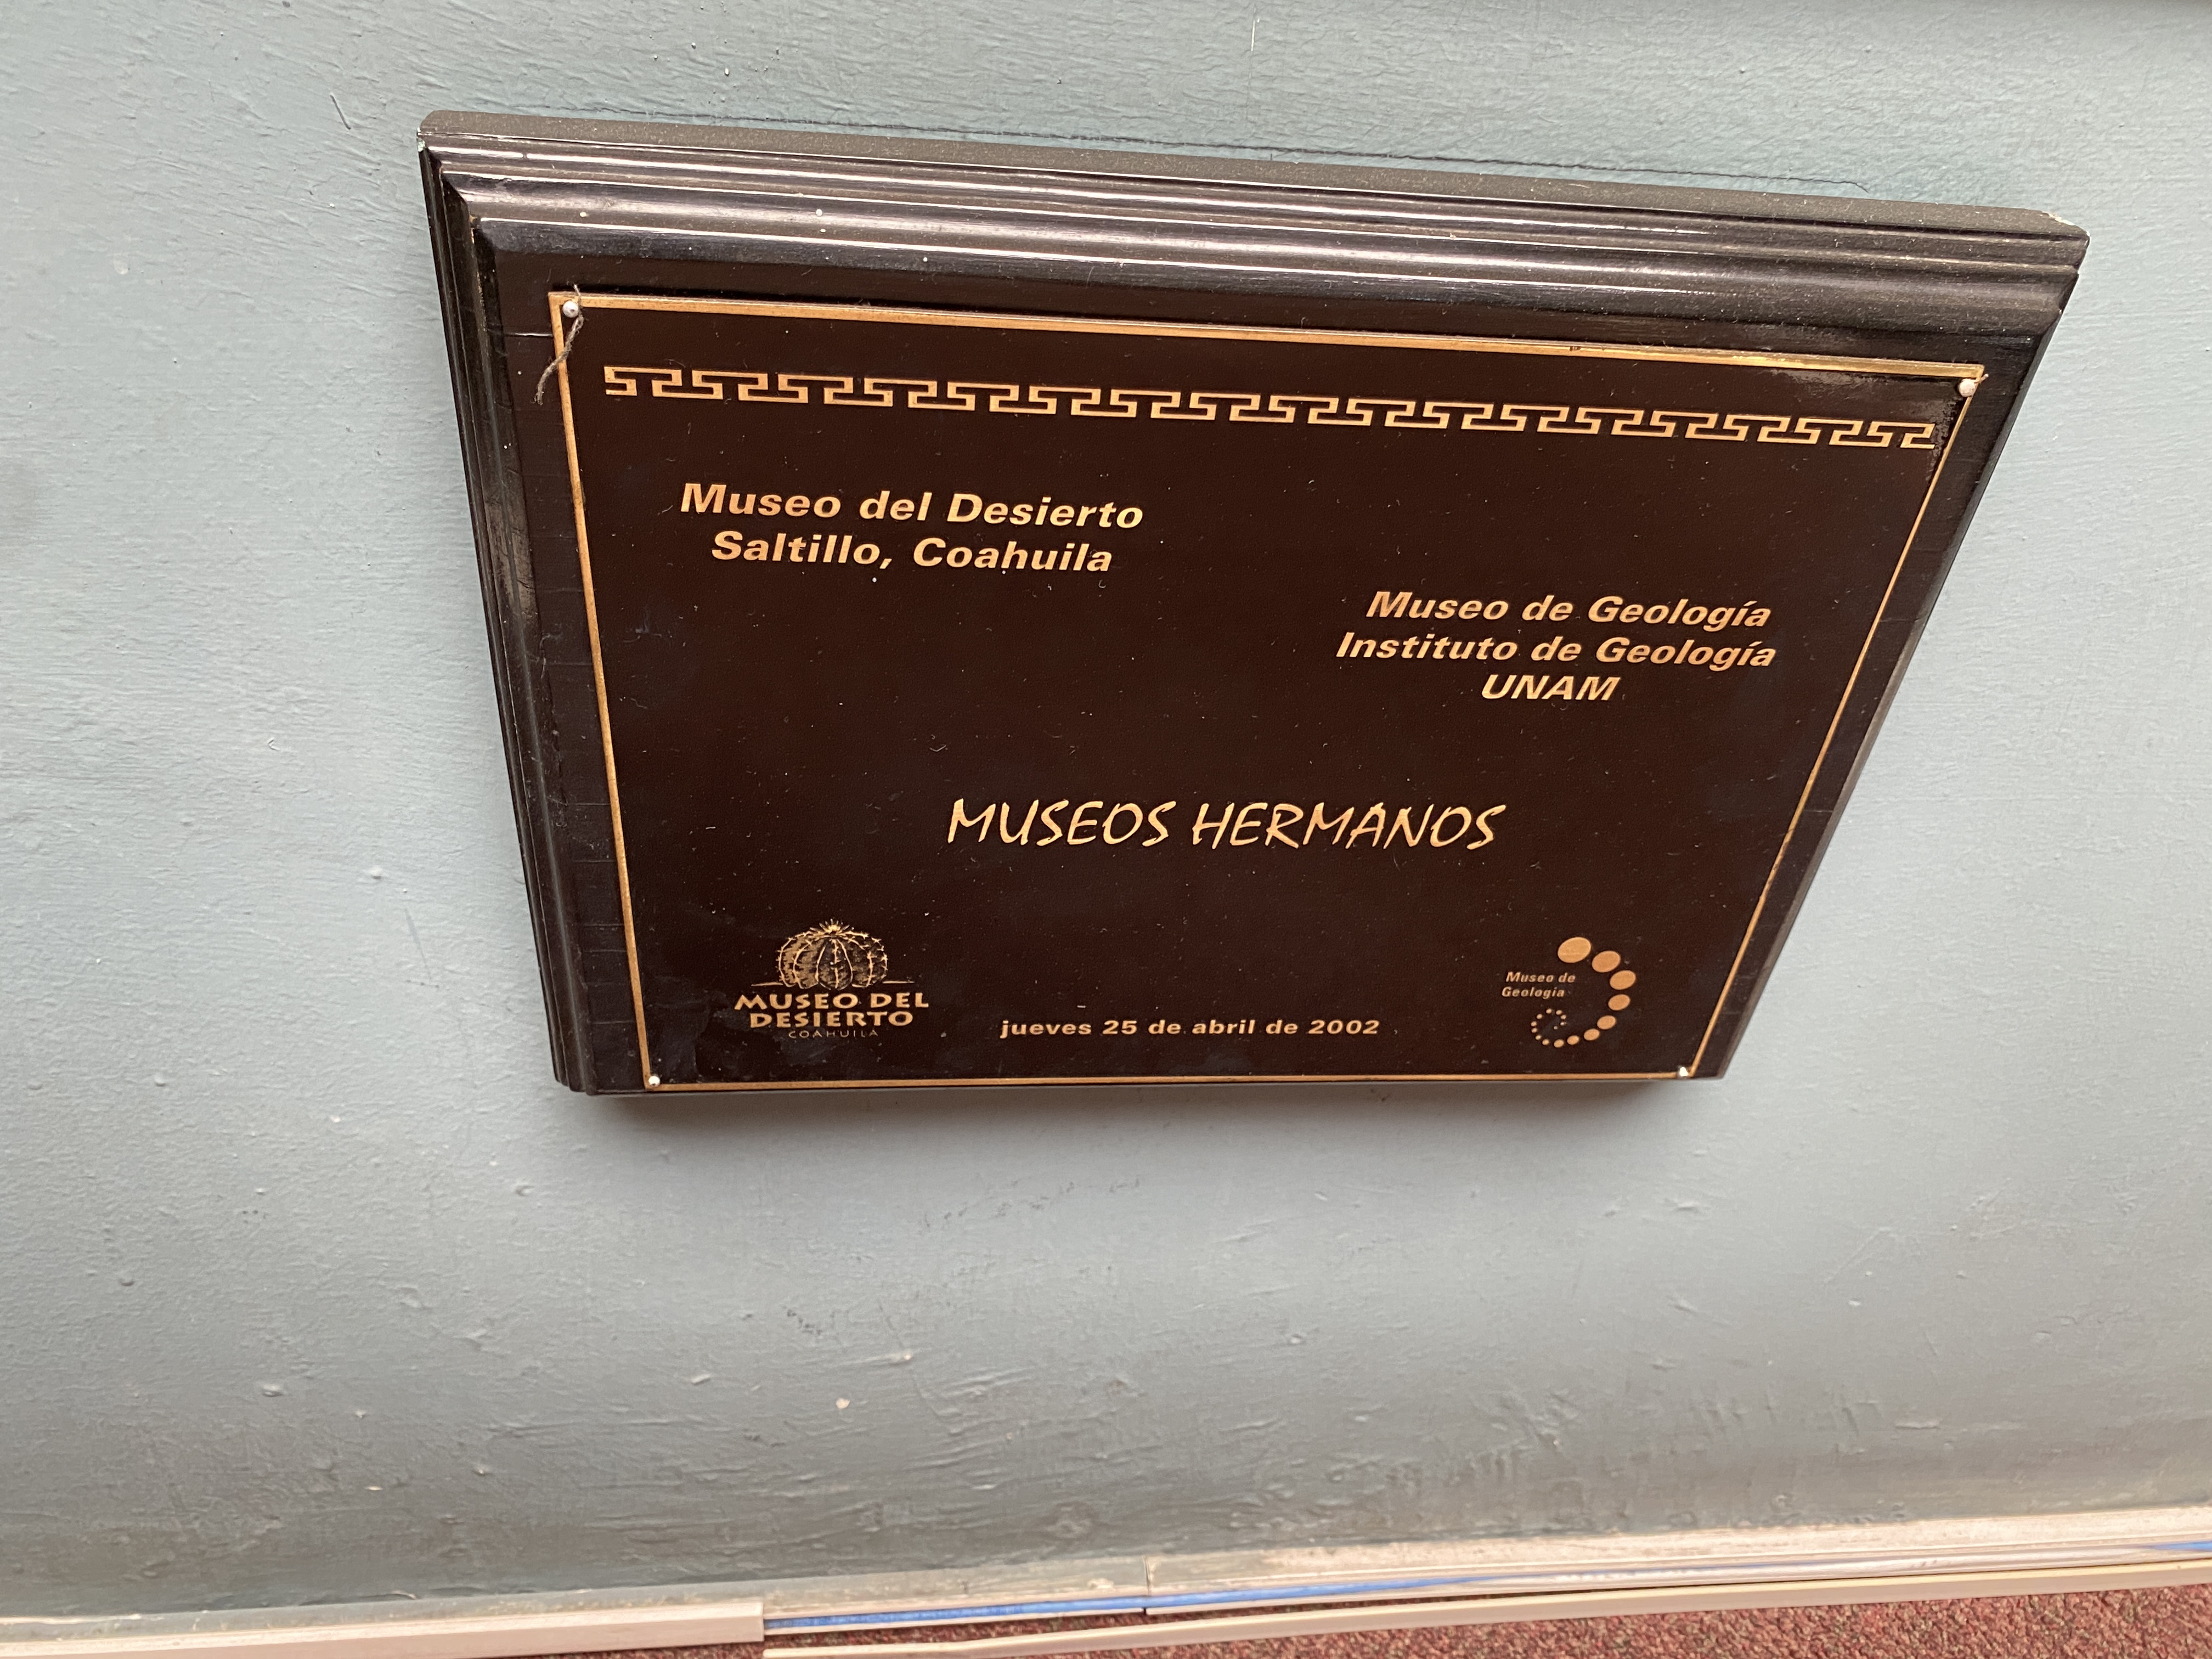 Museo del Desierto
Saltillo, Coahuila
Museo de Geología
Instituto de Geología
UNAM
MUSEOS HERMANOS
MUSEO DEL
DESIERTO
COAHUILA
jueves 25 de abril de 2002
Museo de
Geología